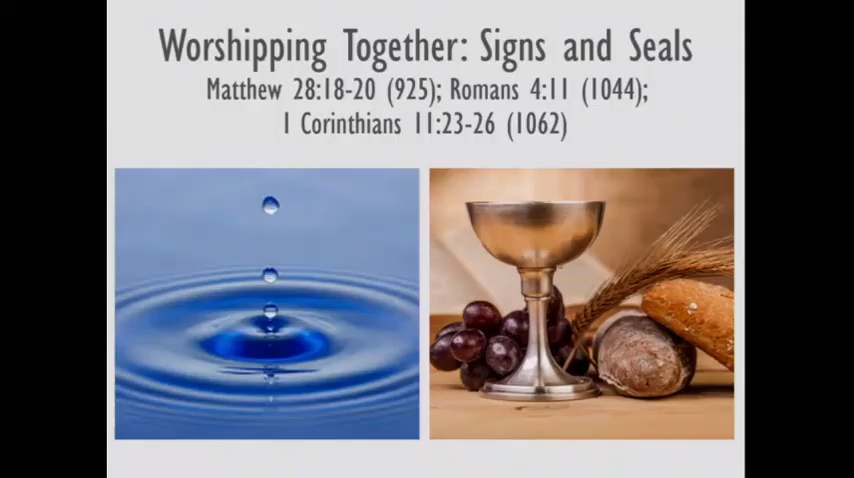 Worshipping Together: Signs and Seals
Matthew 28:18-20 (925); Romans 4:11 (1044);
1 Corinthians 11:23-26 (1062)